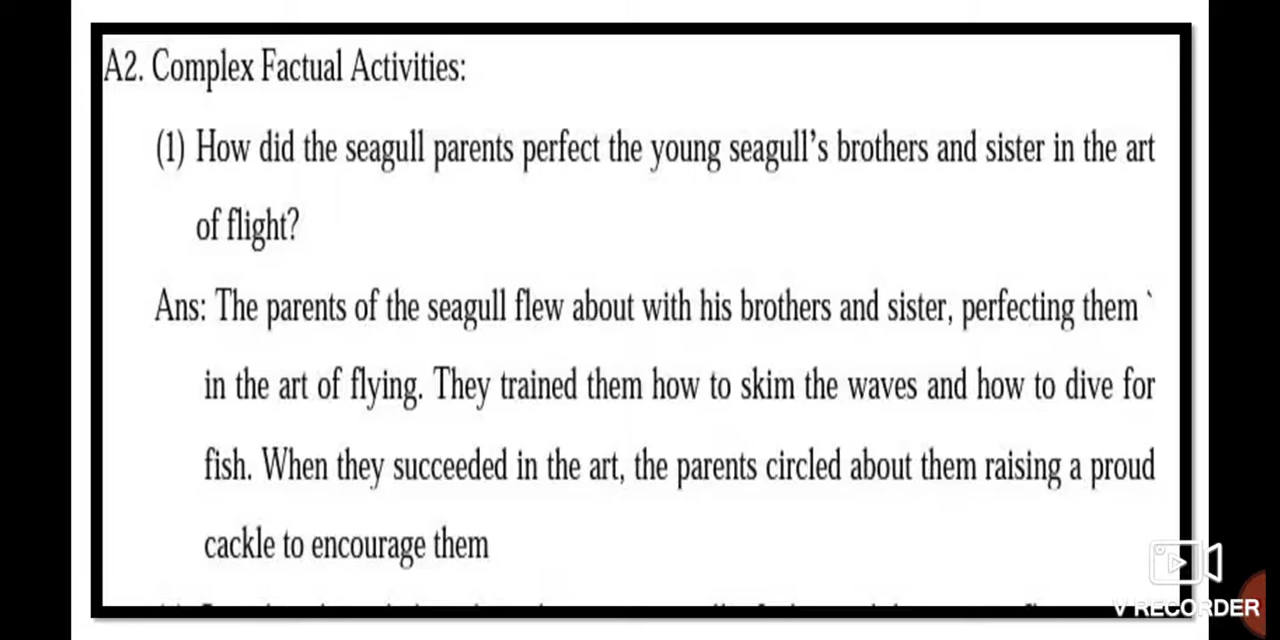 A2. Complex Factual Activities:
(1) How did the seagull parents perfect the young seagull's brothers and sister in the art
of flight?
Ans: The parents of the seagull flew about with his brothers and sister, perfecting them `
in the art of flying. They trained them how to skim the waves and how to dive for
fish. When they succeeded in the art, the parents circled about them raising a proud
cackle to encourage them
V RECORDER